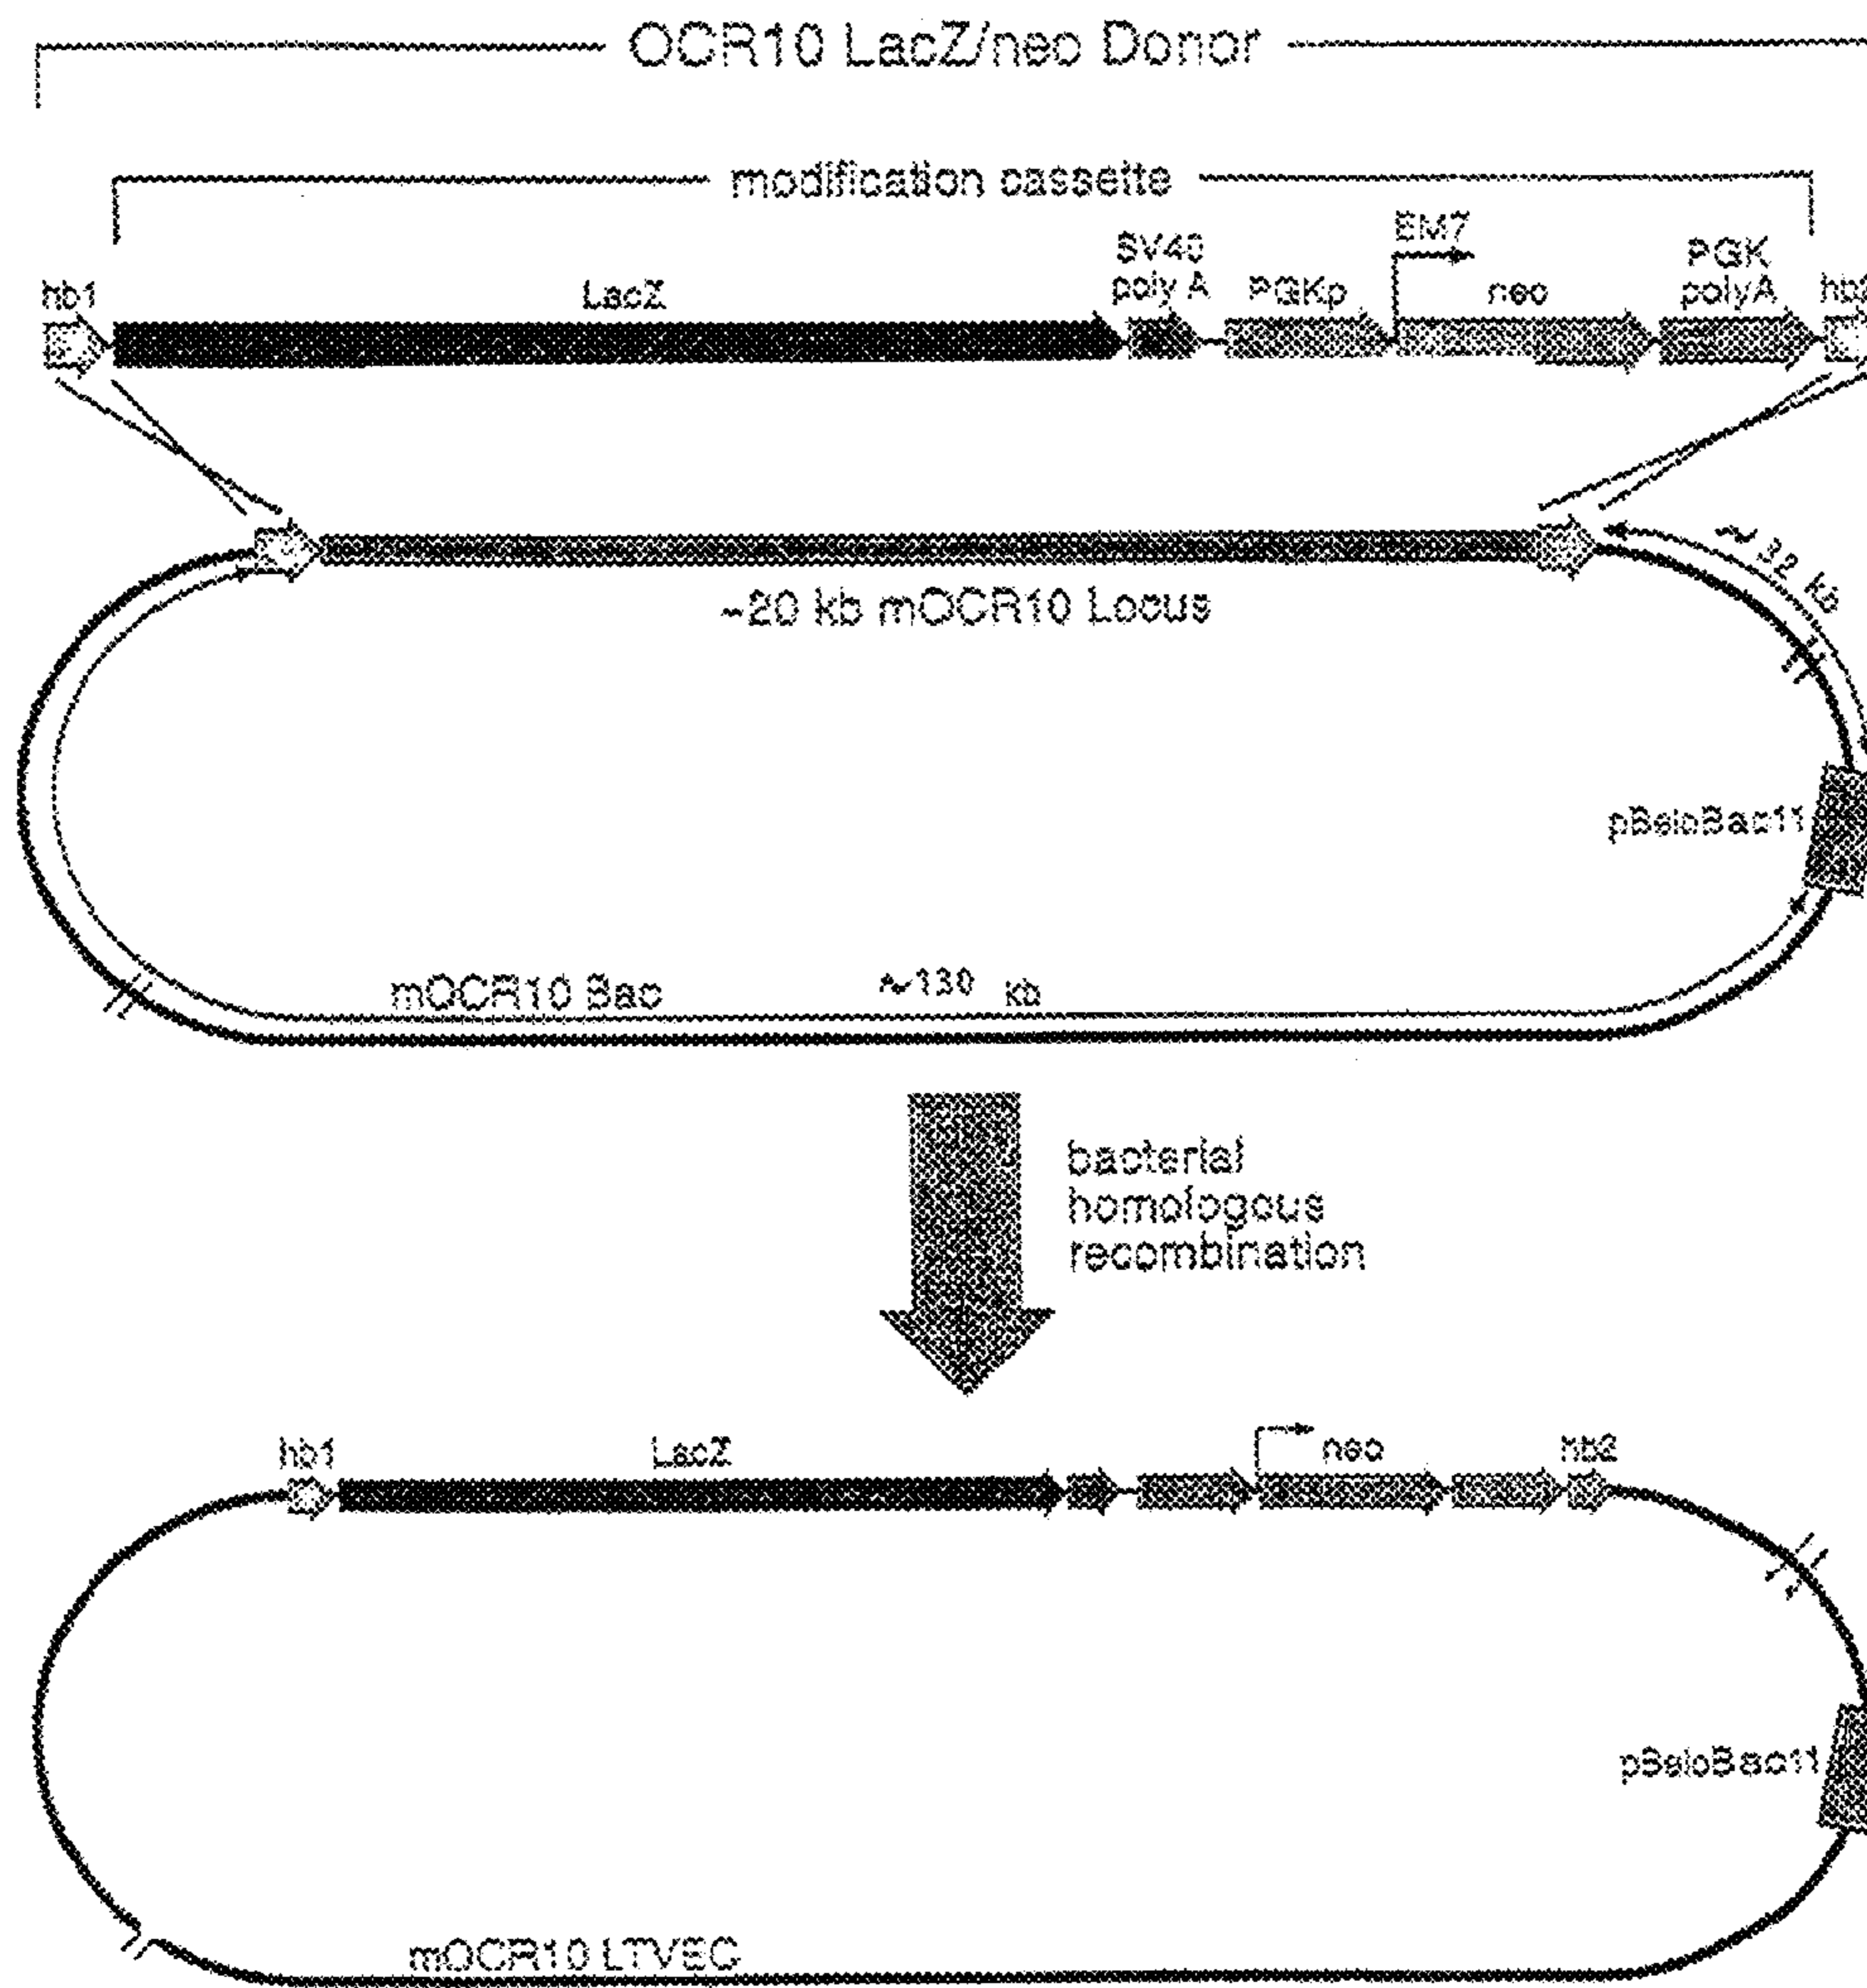 OCR10 LacZ/neo Donor
modification cassette
EM7
SV40
poly A
PGK
polyA
hb1
LacZ
PGKp
neo
~32 kb
~20 kb mOCR10 Locus
pBeloBac11
mOCR10 Bac
~130 kb
bacterial
homologous
recombination
hb1
LacZ
neo
hb2
pBeloBac11
mOCR10 LTVEC